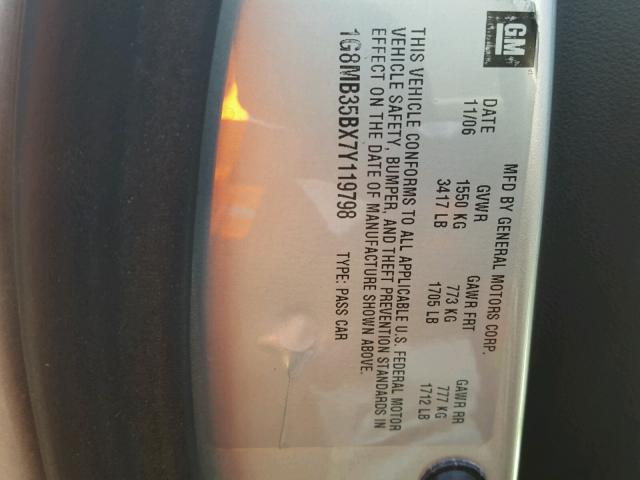 GM
MFD BY GENERAL MOTORS CORP.
DATE GVWR GAWR FRT GAWR RR
11/06 1550 KG 773 KG 777 KG
3417 LB 1705 LB 1712 LB
THIS VEHICLE CONFORMS TO ALL APPLICABLE U.S. FEDERAL MOTOR
VEHICLE SAFETY, BUMPER, AND THEFT PREVENTION STANDARDS IN
EFFECT ON THE DATE OF MANUFACTURE SHOWN ABOVE.
1G8MB35BX7Y119798 TYPE: PASS CAR